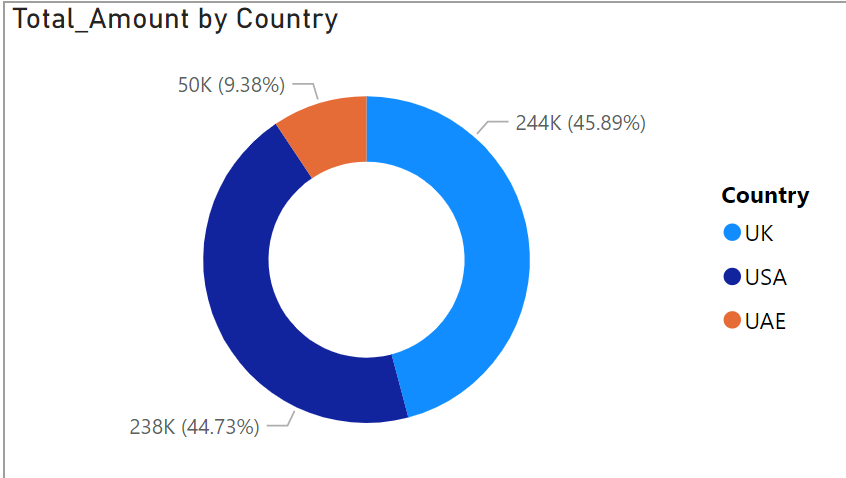 Total_Amount by Country
50K (9.38%)
244K (45.89%)
Country
UK
USA
UAE
238K (44.73%)